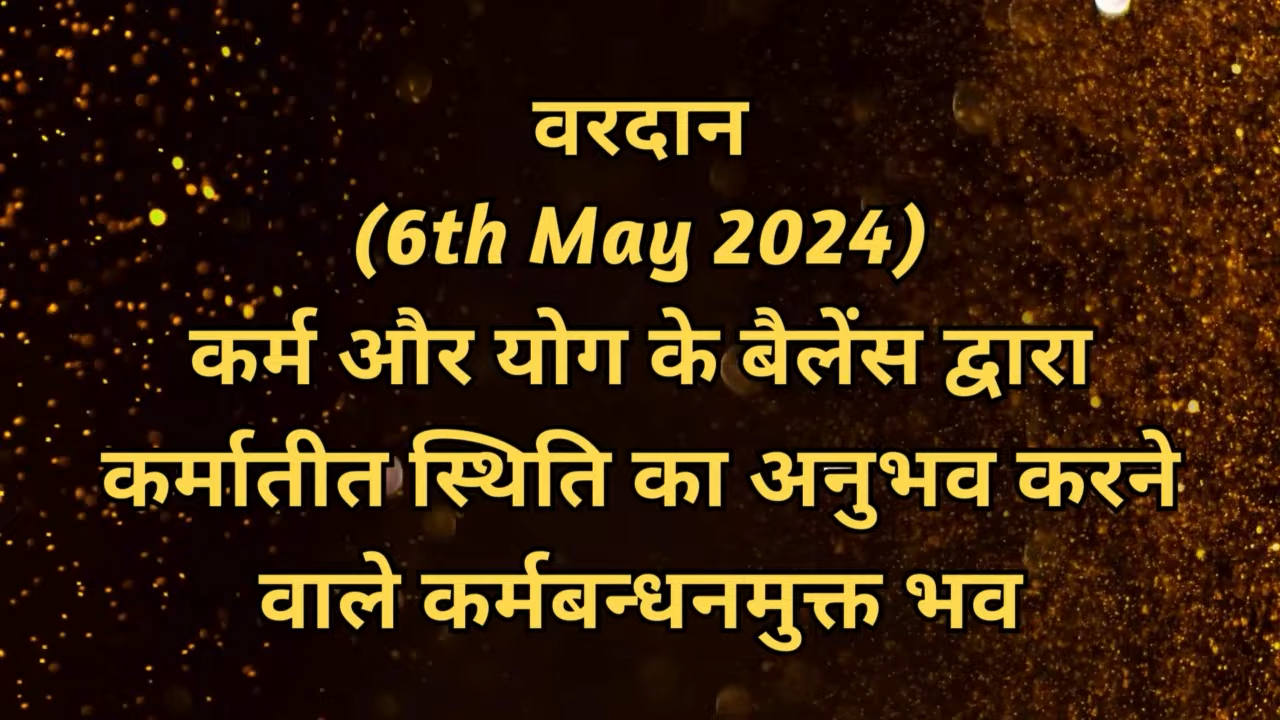 वरदान
(6th May 2024)
कर्म और योग के बैलेंस द्वारा
कर्मातीत स्थिति का अनुभव करने
वाले कर्मबन्धनमुक्त भव